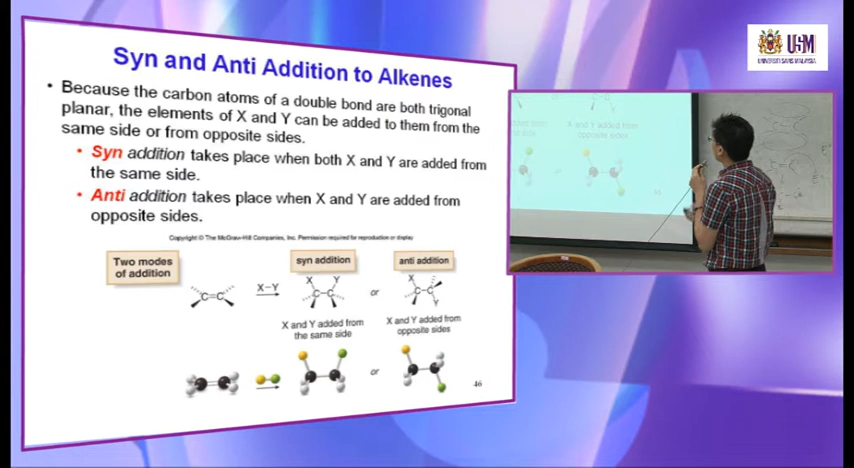 USM
UNIVERSITI SAINS MALAYSIA
Syn and Anti Addition to Alkenes
• Because the carbon atoms of a double bond are both trigonal
planar, the elements of X and Y can be added to them from the
same side or from opposite sides.
• Syn addition takes place when both X and Y are added from
the same side.
• Anti addition takes place when X and Y are added from
opposite sides.
Copyright © The McGraw-Hill Companies, Inc. Permission required for reproduction or display
Two modes
of addition
syn addition
anti addition
C=C
X–Y
X Y
C–C
or
X
C–C
Y
X and Y added from
the same side
X and Y added from
opposite sides
or
46
X and Y added from
opposite sides